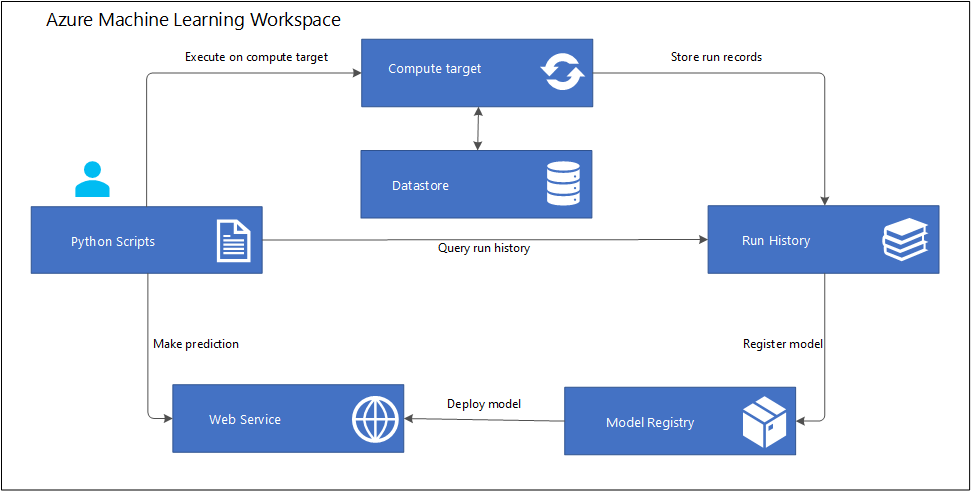 Azure Machine Learning Workspace
Execute on compute target
Compute target
Store run records
Datastore
Python Scripts
Query run history
Run History
Make prediction
Register model
Web Service
Deploy model
Model Registry